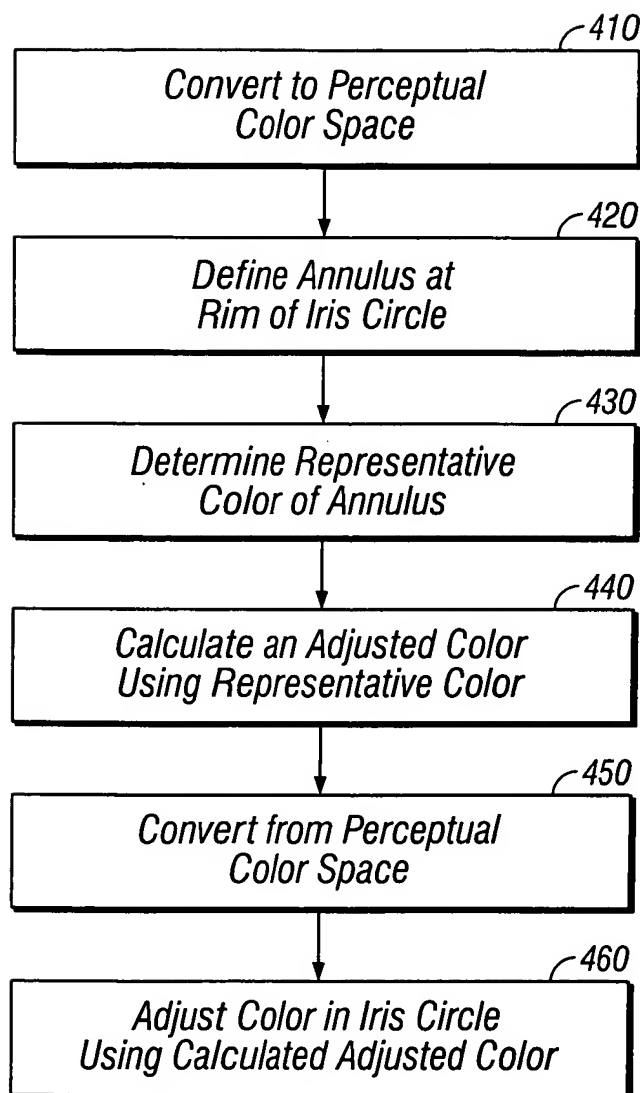 410
Convert to Perceptual
Color Space
420
Define Annulus at
Rim of Iris Circle
430
Determine Representative
Color of Annulus
440
Calculate an Adjusted Color
Using Representative Color
450
Convert from Perceptual
Color Space
460
Adjust Color in Iris Circle
Using Calculated Adjusted Color